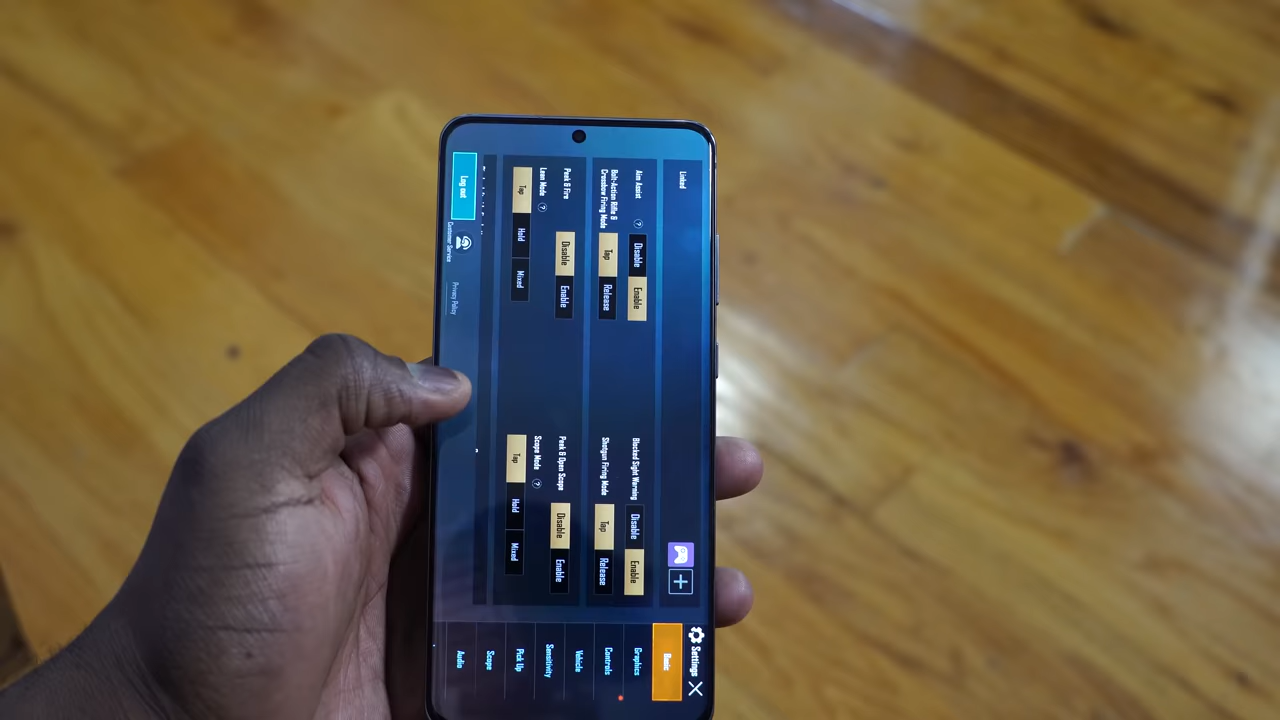 Settings
Linked
Basic
Aim Assist ? Disable Enable
Blocked Sight Warning Disable Enable
Graphics
Bolt-Action Rifle &
Crossbow Firing Mode Tap Release
Shotgun Firing Mode Tap Release
Controls
Vehicle
Peek & Fire Disable Enable
Peek & Open Scope Disable Enable
Sensitivity
Lean Mode ?
Tap Hold Mixed
Scope Mode ?
Tap Hold Mixed
Pick Up
Scope
Audio
Log out
Customer Service
Privacy Policy